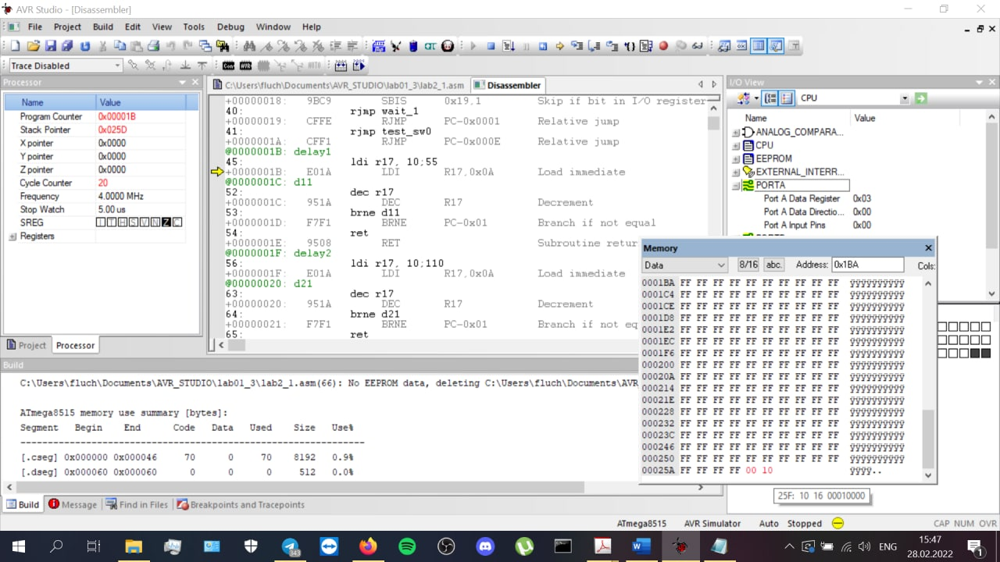 AVR Studio - [Disassembler]
File Project Build Edit View Tools Debug Window Help
Trace Disabled
Processor
Name Value
Program Counter 0x00001B
Stack Pointer 0x025D
X pointer 0x0000
Y pointer 0x0000
Z pointer 0x0000
Cycle Counter 20
Frequency 4.0000 MHz
Stop Watch 5.00 us
SREG I T H S V N Z C
Registers
Project Processor
C:\Users\fluch\Documents\AVR_STUDIO\lab01_3\lab2_1.asm Disassembler
+00000018: 9BC9 SBIS 0x19.1 Skip if bit in I/O register
40: rjmp wait_1
+00000019: CFFE RJMP PC-0x0001 Relative jump
41: rjmp test_sw0
+0000001A: CFF1 RJMP PC-0x000E Relative jump
@0000001B: delay1
45: ldi r17, 10;55
+0000001B: E01A LDI R17,0x0A Load immediate
@0000001C: d11
52: dec r17
+0000001C: 951A DEC R17 Decrement
53: brne d11
+0000001D: F7F1 BRNE PC-0x01 Branch if not equal
54: ret
+0000001E: 9508 RET Subroutine retur
@0000001F: delay2
56: ldi r17, 10;110
+0000001F: E01A LDI R17,0x0A Load immediate
@00000020: d21
63: dec r17
+00000020: 951A DEC R17 Decrement
64: brne d21
+00000021: F7F1 BRNE PC-0x01 Branch if not eq
65: ret
I/O View
CPU
Name Value
ANALOG_COMPARA...
CPU
EEPROM
EXTERNAL_INTERR...
PORTA
Port A Data Register 0x03
Port A Data Directio... 0x00
Port A Input Pins 0x00
Memory
Data 8/16 abc. Address: 0x1BA Cols:
0001BA FF FF FF FF FF FF FF FF FF FF ÿÿÿÿÿÿÿÿÿÿ
0001C4 FF FF FF FF FF FF FF FF FF FF ÿÿÿÿÿÿÿÿÿÿ
0001CE FF FF FF FF FF FF FF FF FF FF ÿÿÿÿÿÿÿÿÿÿ
0001D8 FF FF FF FF FF FF FF FF FF FF ÿÿÿÿÿÿÿÿÿÿ
0001E2 FF FF FF FF FF FF FF FF FF FF ÿÿÿÿÿÿÿÿÿÿ
0001EC FF FF FF FF FF FF FF FF FF FF ÿÿÿÿÿÿÿÿÿÿ
0001F6 FF FF FF FF FF FF FF FF FF FF ÿÿÿÿÿÿÿÿÿÿ
000200 FF FF FF FF FF FF FF FF FF FF ÿÿÿÿÿÿÿÿÿÿ
00020A FF FF FF FF FF FF FF FF FF FF ÿÿÿÿÿÿÿÿÿÿ
000214 FF FF FF FF FF FF FF FF FF FF ÿÿÿÿÿÿÿÿÿÿ
00021E FF FF FF FF FF FF FF FF FF FF ÿÿÿÿÿÿÿÿÿÿ
000228 FF FF FF FF FF FF FF FF FF FF ÿÿÿÿÿÿÿÿÿÿ
000232 FF FF FF FF FF FF FF FF FF FF ÿÿÿÿÿÿÿÿÿÿ
00023C FF FF FF FF FF FF FF FF FF FF ÿÿÿÿÿÿÿÿÿÿ
000246 FF FF FF FF FF FF FF FF FF FF ÿÿÿÿÿÿÿÿÿÿ
000250 FF FF FF FF FF FF FF FF FF FF ÿÿÿÿÿÿÿÿÿÿ
00025A FF FF FF FF 00 10 ÿÿÿÿ..
25F: 10 16 00010000
Build
C:\Users\fluch\Documents\AVR_STUDIO\lab01_3\lab2_1.asm(66): No EEPROM data, deleting C:\Users\fluch\Documents\AVR
ATmega8515 memory use summary [bytes]:
Segment Begin End Code Data Used Size Use%
---------------------------------------------------------------
[.cseg] 0x000000 0x000046 70 0 70 8192 0.9%
[.dseg] 0x000060 0x000060 0 0 0 512 0.0%
Build Message Find in Files Breakpoints and Tracepoints
ATmega8515 AVR Simulator Auto Stopped CAP NUM OVR
343
ENG 15:47
28.02.2022
1